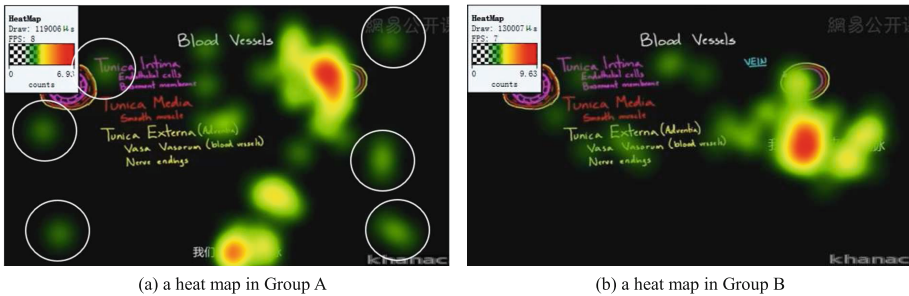 HeatMap
Draw: 119006
FPS: 8
0 6.93
counts
網易公开课
Blood Vessels
Tunica Intima
Endothelial cells
Basement membrane
Tunica Media
Smooth muscle
Tunica Externa (Adventia)
Vasa Vasorum (blood vessels)
Nerve endings
我们
khanac
(a) a heat map in Group A
HeatMap
Draw: 130007
FPS: 7
0 9.63
counts
網易公开课
Blood Vessels
VEIN
Tunica Intima
Endothelial cells
Basement membrane
Tunica Media
Smooth muscle
Tunica Externa (Adventia)
Vasa Vasorum (blood vessels)
Nerve endings
khanac
(b) a heat map in Group B